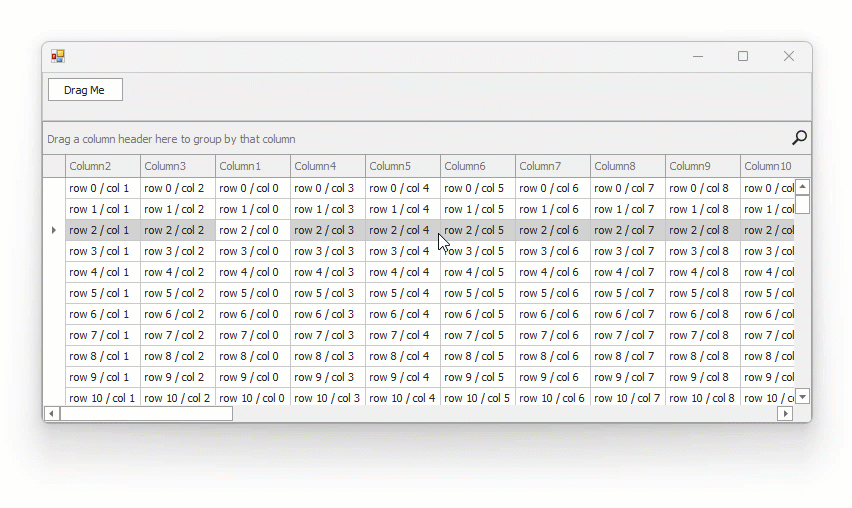 Drag Me
Drag a column header here to group by that column
Column2 Column3 Column1 Column4 Column5 Column6 Column7 Column8 Column9 Column10
row 0 / col 1 row 0 / col 2 row 0 / col 0 row 0 / col 3 row 0 / col 4 row 0 / col 5 row 0 / col 6 row 0 / col 7 row 0 / col 8 row 0 / col
row 1 / col 1 row 1 / col 2 row 1 / col 0 row 1 / col 3 row 1 / col 4 row 1 / col 5 row 1 / col 6 row 1 / col 7 row 1 / col 8 row 1 / col
row 2 / col 1 row 2 / col 2 row 2 / col 0 row 2 / col 3 row 2 / col 4 row 2 / col 5 row 2 / col 6 row 2 / col 7 row 2 / col 8 row 2 / col
row 3 / col 1 row 3 / col 2 row 3 / col 0 row 3 / col 3 row 3 / col 4 row 3 / col 5 row 3 / col 6 row 3 / col 7 row 3 / col 8 row 3 / col
row 4 / col 1 row 4 / col 2 row 4 / col 0 row 4 / col 3 row 4 / col 4 row 4 / col 5 row 4 / col 6 row 4 / col 7 row 4 / col 8 row 4 / col
row 5 / col 1 row 5 / col 2 row 5 / col 0 row 5 / col 3 row 5 / col 4 row 5 / col 5 row 5 / col 6 row 5 / col 7 row 5 / col 8 row 5 / col
row 6 / col 1 row 6 / col 2 row 6 / col 0 row 6 / col 3 row 6 / col 4 row 6 / col 5 row 6 / col 6 row 6 / col 7 row 6 / col 8 row 6 / col
row 7 / col 1 row 7 / col 2 row 7 / col 0 row 7 / col 3 row 7 / col 4 row 7 / col 5 row 7 / col 6 row 7 / col 7 row 7 / col 8 row 7 / col
row 8 / col 1 row 8 / col 2 row 8 / col 0 row 8 / col 3 row 8 / col 4 row 8 / col 5 row 8 / col 6 row 8 / col 7 row 8 / col 8 row 8 / col
row 9 / col 1 row 9 / col 2 row 9 / col 0 row 9 / col 3 row 9 / col 4 row 9 / col 5 row 9 / col 6 row 9 / col 7 row 9 / col 8 row 9 / col
row 10 / col 1 row 10 / col 2 row 10 / col 0 row 10 / col 3 row 10 / col 4 row 10 / col 5 row 10 / col 6 row 10 / col 7 row 10 / col 8 row 10 / c